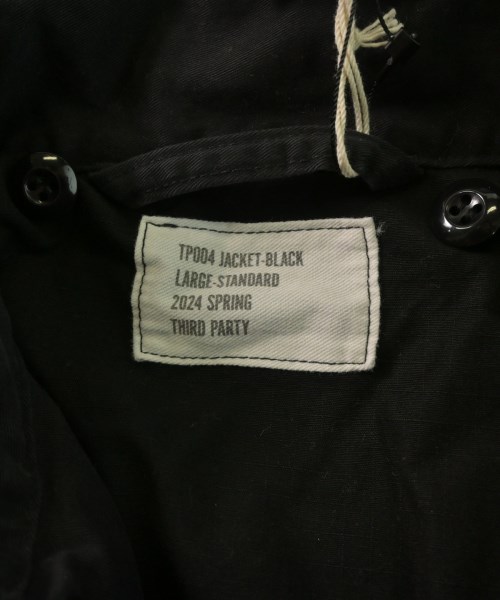 TP004 JACKET-BLACK
LARGE-STANDARD
2024 SPRING
THIRD PARTY